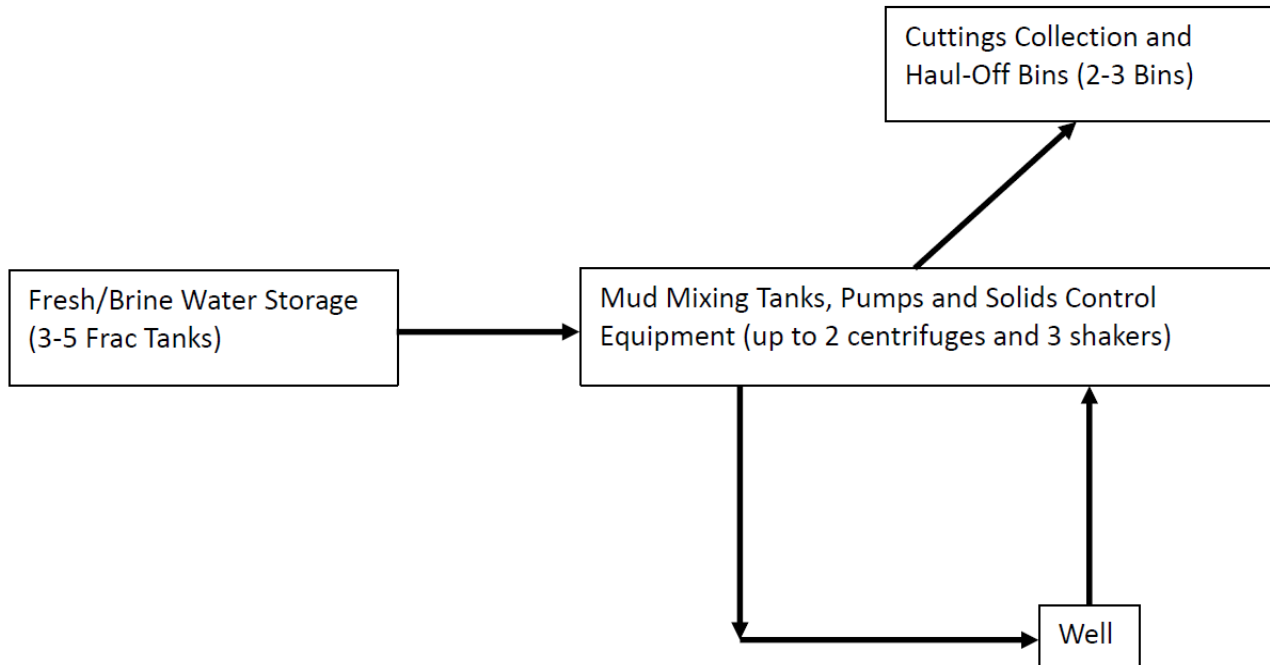 Cuttings Collection and
Haul-Off Bins (2-3 Bins)
Fresh/Brine Water Storage
(3-5 Frac Tanks)
Mud Mixing Tanks, Pumps and Solids Control
Equipment (up to 2 centrifuges and 3 shakers)
Well